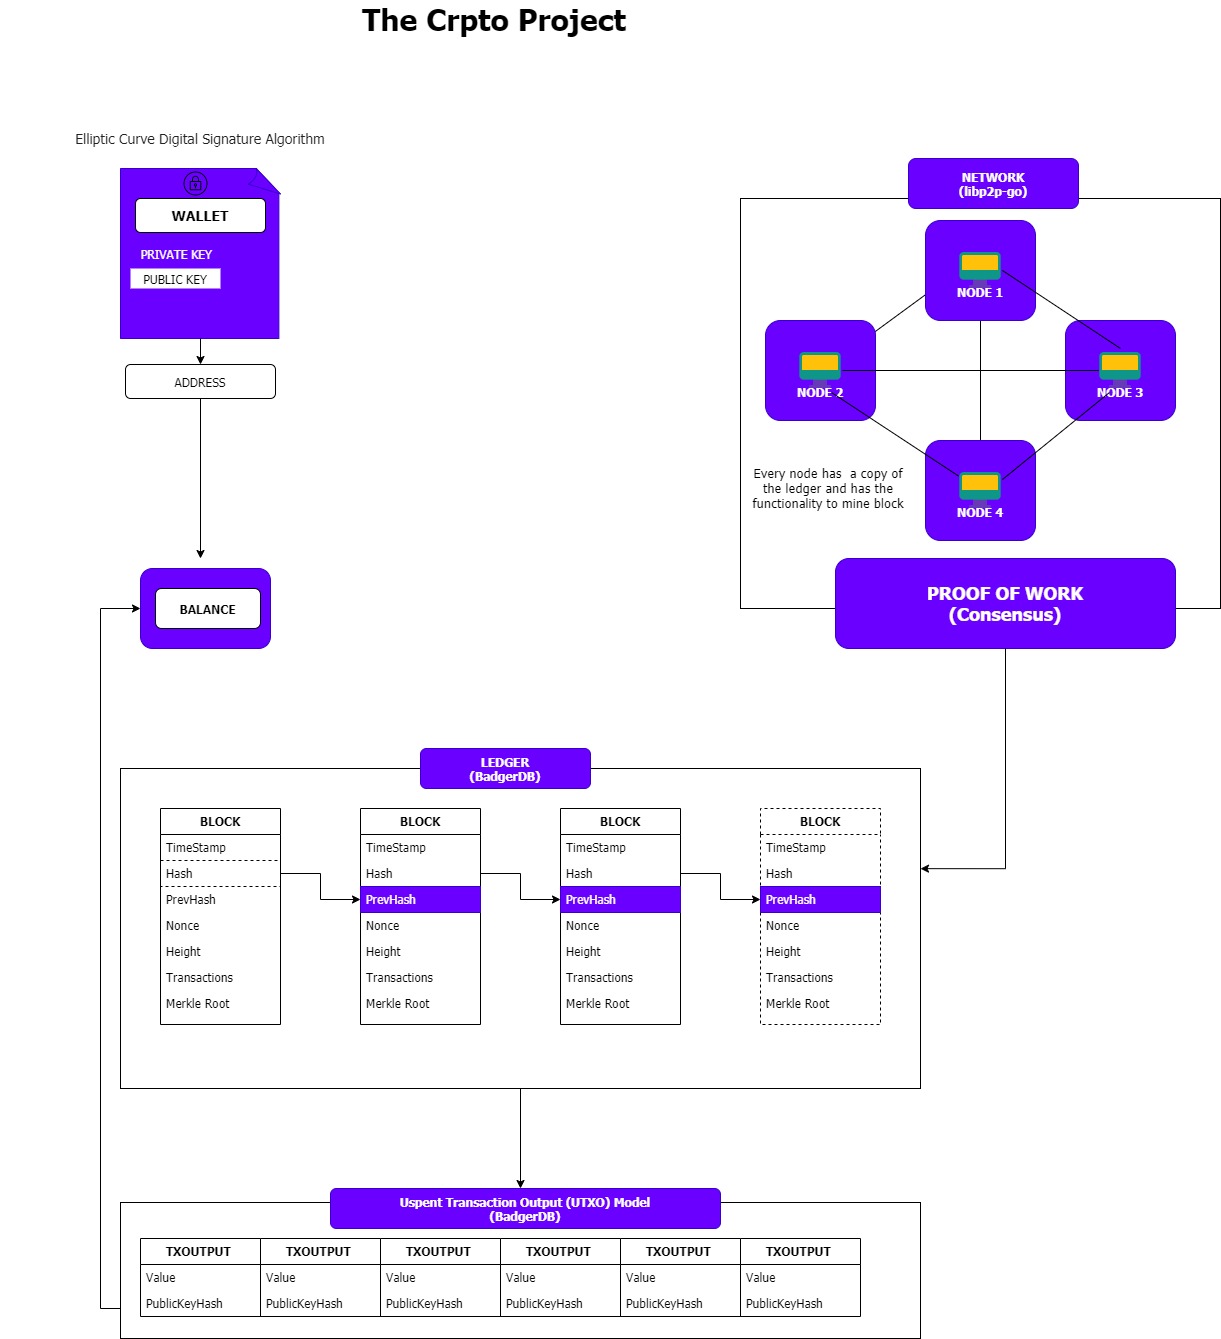 The Crpto Project
Elliptic Curve Digital Signature Algorithm
WALLET
PRIVATE KEY
PUBLIC KEY
ADDRESS
BALANCE
NETWORK
(libp2p-go)
NODE 1
NODE 2
NODE 3
NODE 4
Every node has  a copy of
the ledger and has the
functionality to mine block
PROOF OF WORK
(Consensus)
LEDGER
(BadgerDB)
BLOCK
TimeStamp
Hash
PrevHash
Nonce
Height
Transactions
Merkle Root
BLOCK
TimeStamp
Hash
PrevHash
Nonce
Height
Transactions
Merkle Root
BLOCK
TimeStamp
Hash
PrevHash
Nonce
Height
Transactions
Merkle Root
BLOCK
TimeStamp
Hash
PrevHash
Nonce
Height
Transactions
Merkle Root
Uspent Transaction Output (UTXO) Model
(BadgerDB)
TXOUTPUT
Value
PublicKeyHash
TXOUTPUT
Value
PublicKeyHash
TXOUTPUT
Value
PublicKeyHash
TXOUTPUT
Value
PublicKeyHash
TXOUTPUT
Value
PublicKeyHash
TXOUTPUT
Value
PublicKeyHash